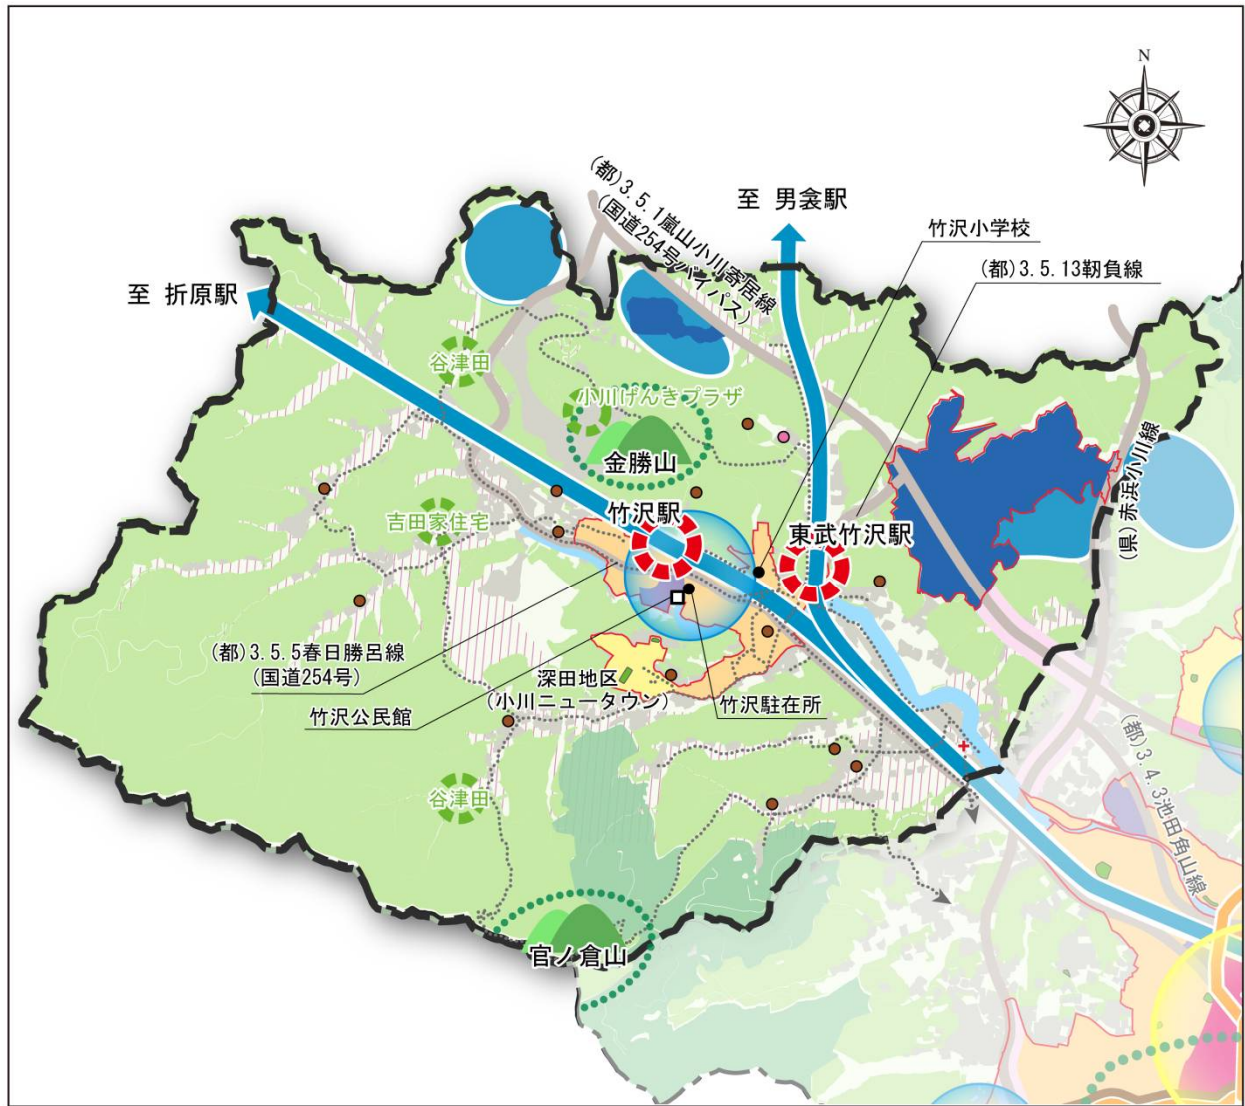 N
(都)3.5.1嵐山小川寄居線
(国道254号バイパス)
至 男衾駅
竹沢小学校
(都)3.5.13靭負線
至 折原駅
谷津田
小川げんきプラザ
金勝山
竹沢駅
東武竹沢駅
(県)赤浜小川線
吉田家住宅
(都)3.5.5春日勝呂線
(国道254号)
深田地区
(小川ニュータウン)
竹沢公民館
竹沢駐在所
(都)3.4.3池田角山線
谷津田
官ノ倉山